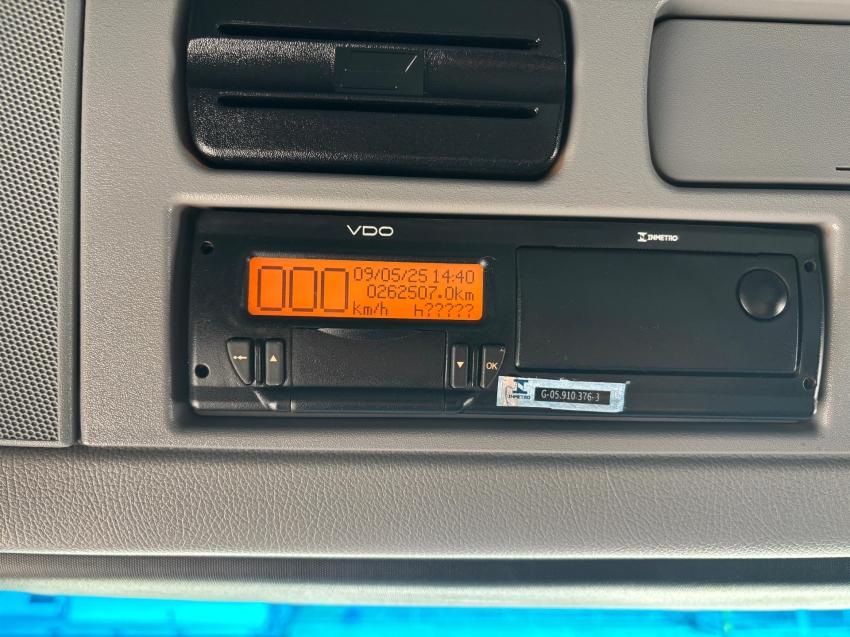 VDO
INMETRO
000
09/05/25 14:40
0262507.0km
km/h h?????
OK
INMETRO
G-05.910.376-3